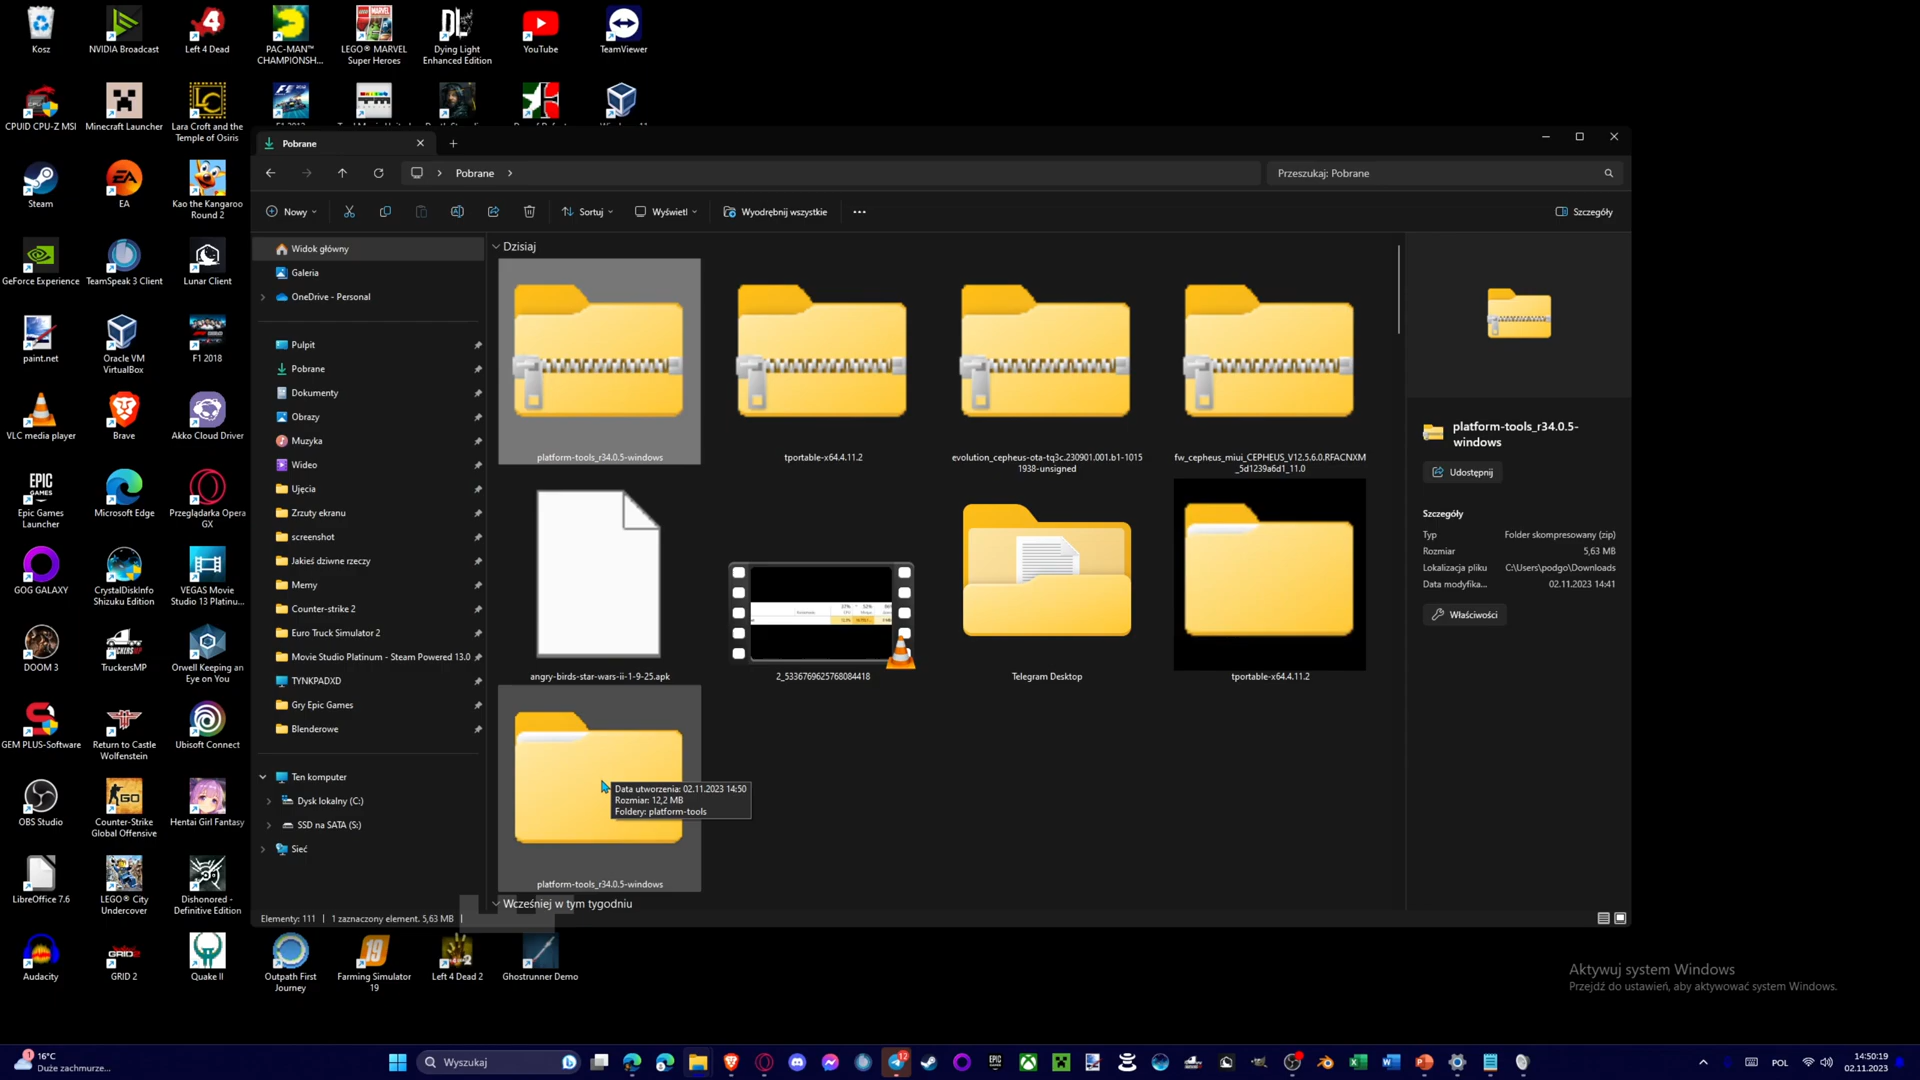 Kosz
NVIDIA Broadcast
Left 4 Dead
PAC-MAN™
CHAMPIONSH...
LEGO® MARVEL
Super Heroes
Dying Light
Enhanced Edition
YouTube
TeamViewer
CPUID CPU-Z MSI
Minecraft Launcher
Lara Croft and the
Temple of Osiris
Steam
EA
Kao the Kangaroo
Round 2
GeForce Experience
TeamSpeak 3 Client
Lunar Client
paint.net
Oracle VM
VirtualBox
F1 2018
VLC media player
Brave
Akko Cloud Driver
Epic Games
Launcher
Microsoft Edge
Przeglądarka Opera
GX
GOG GALAXY
CrystalDiskInfo
Shizuku Edition
VEGAS Movie
Studio 13 Platinu...
DOOM 3
TruckersMP
Orwell Keeping an
Eye on You
GEM PLUS-Software
Return to Castle
Wolfenstein
Ubisoft Connect
OBS Studio
Counter-Strike
Global Offensive
Hentai Girl Fantasy
LibreOffice 7.6
LEGO® City
Undercover
Dishonored -
Definitive Edition
Audacity
GRID 2
Quake II
Outpath First
Journey
Farming Simulator
19
Left 4 Dead 2
Ghostrunner Demo
Pobrane
Pobrane
Przeszukaj: Pobrane
Nowy
Sortuj
Wyświetl
Wyodrębnij wszystkie
Szczegóły
Widok główny
Galeria
OneDrive - Personal
Pulpit
Pobrane
Dokumenty
Obrazy
Muzyka
Wideo
Ujęcia
Zrzuty ekranu
screenshot
Jakieś dziwne rzeczy
Memy
Counter-strike 2
Euro Truck Simulator 2
Movie Studio Platinum - Steam Powered 13.0
TYNKPADXD
Gry Epic Games
Blenderowe
Ten komputer
Dysk lokalny (C:)
SSD na SATA (S:)
Sieć
Dzisiaj
platform-tools_r34.0.5-windows
tportable-x64.4.11.2
evolution_cepheus-ota-tq3c.230901.001.b1-1015
1938-unsigned
fw_cepheus_miui_CEPHEUS_V12.5.6.0.RFACNXM
_5d1239a6d1_11.0
angry-birds-star-wars-ii-1-9-25.apk
2_5336769625768084418
Telegram Desktop
tportable-x64.4.11.2
Data utworzenia: 02.11.2023 14:50
Rozmiar: 12,2 MB
Foldery: platform-tools
platform-tools_r34.0.5-windows
Wcześniej w tym tygodniu
platform-tools_r34.0.5-
windows
Udostępnij
Szczegóły
Typ Folder skompresowany (zip)
Rozmiar 5,63 MB
Lokalizacja pliku C:\Users\podgo\Downloads
Data modyfika... 02.11.2023 14:41
Właściwości
Elementy: 111 1 zaznaczony element. 5,63 MB
Aktywuj system Windows
Przejdź do ustawień, aby aktywować system Windows.
16°C
Duże zachmurze...
Wyszukaj
POL
14:50:19
02.11.2023